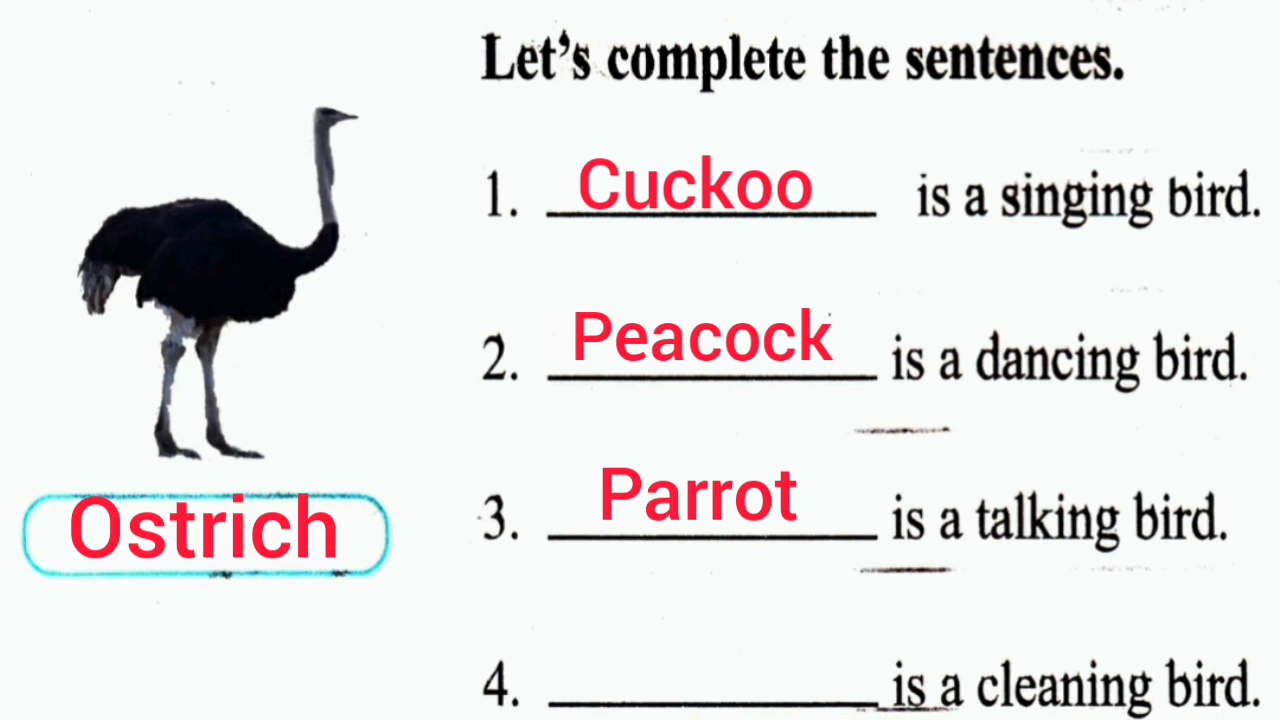 Let's complete the sentences.
1. Cuckoo is a singing bird.
2. Peacock is a dancing bird.
3. Parrot is a talking bird.
4. __________ is a cleaning bird.
Ostrich